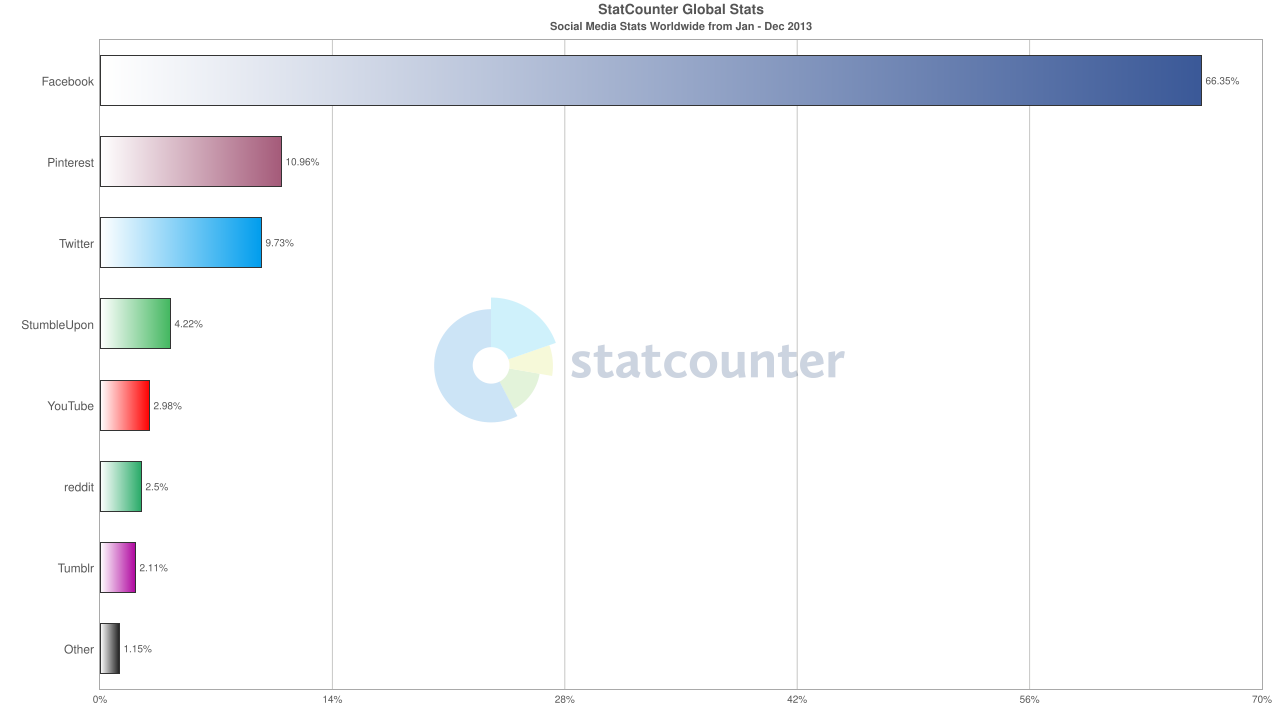 StatCounter Global Stats
Social Media Stats Worldwide from Jan - Dec 2013
Facebook 66.35%
Pinterest 10.96%
Twitter 9.73%
StumbleUpon 4.22%
statcounter
YouTube 2.98%
reddit 2.5%
Tumblr 2.11%
Other 1.15%
0% 14% 28% 42% 56% 70%